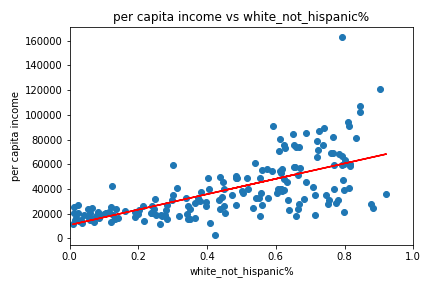 per capita income vs white_not_hispanic%
160000
140000
120000
100000
80000
60000
40000
20000
0
per capita income
0.0 0.2 0.4 0.6 0.8 1.0
white_not_hispanic%